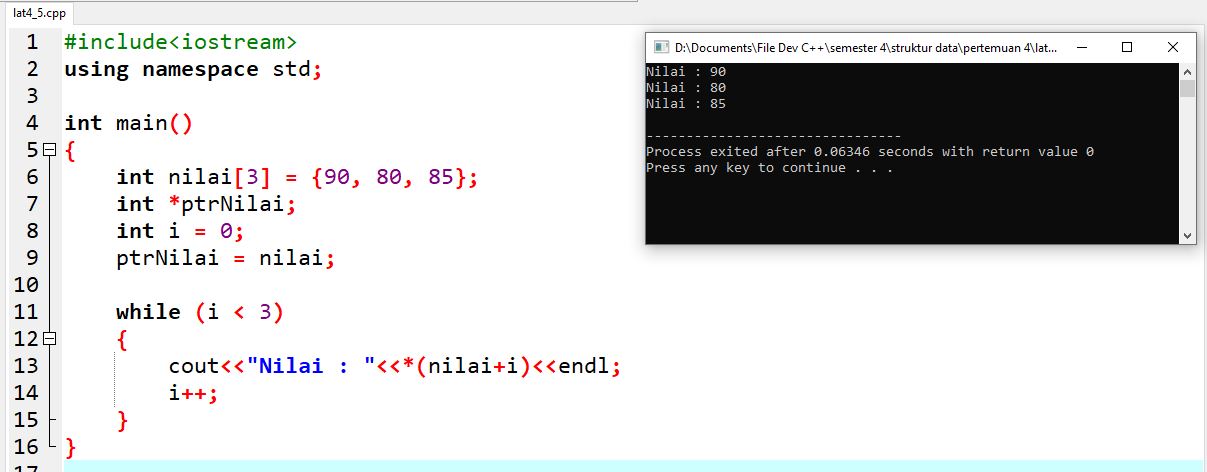 lat4_5.cpp
1 #include<iostream>
2 using namespace std;
3
4 int main()
5 {
6 int nilai[3] = {90, 80, 85};
7 int *ptrNilai;
8 int i = 0;
9 ptrNilai = nilai;
10
11 while (i < 3)
12 {
13 cout<<"Nilai : "<<*(nilai+i)<<endl;
14 i++;
15 }
16 }
17
D:\Documents\File Dev C++\semester 4\struktur data\pertemuan 4\lat...
Nilai : 90
Nilai : 80
Nilai : 85
--------------------------------
Process exited after 0.06346 seconds with return value 0
Press any key to continue . . .